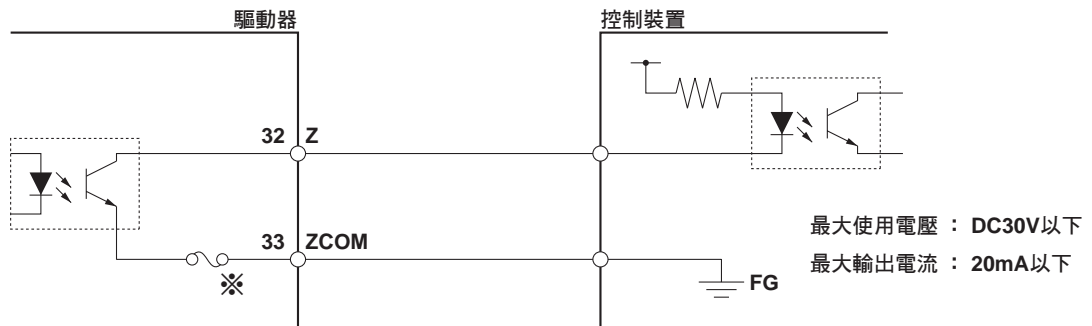 驅動器
控制裝置
32 Z
33 ZCOM
※
FG
最大使用電壓 : DC30V以下
最大輸出電流 : 20mA以下